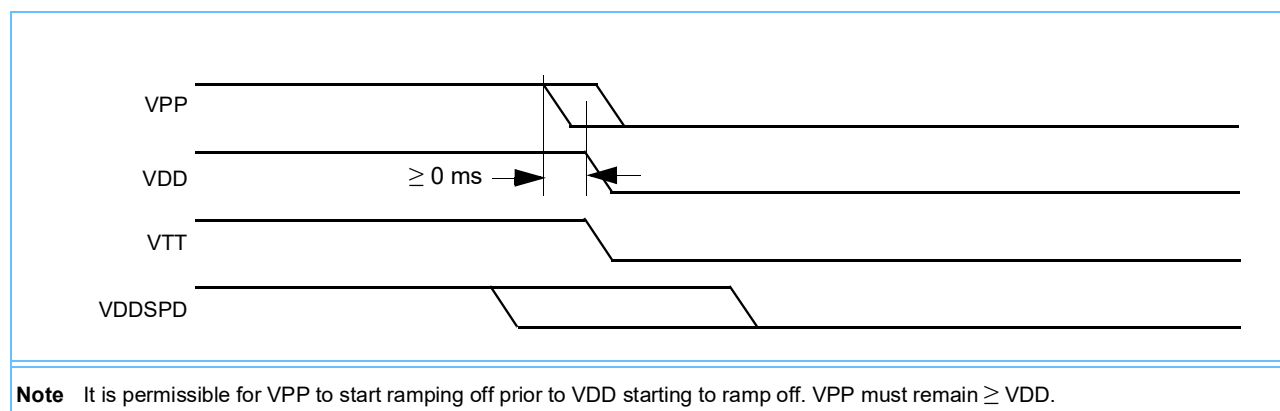 VPP
VDD
≥ 0 ms
VTT
VDDSPD
Note It is permissible for VPP to start ramping off prior to VDD starting to ramp off. VPP must remain ≥ VDD.